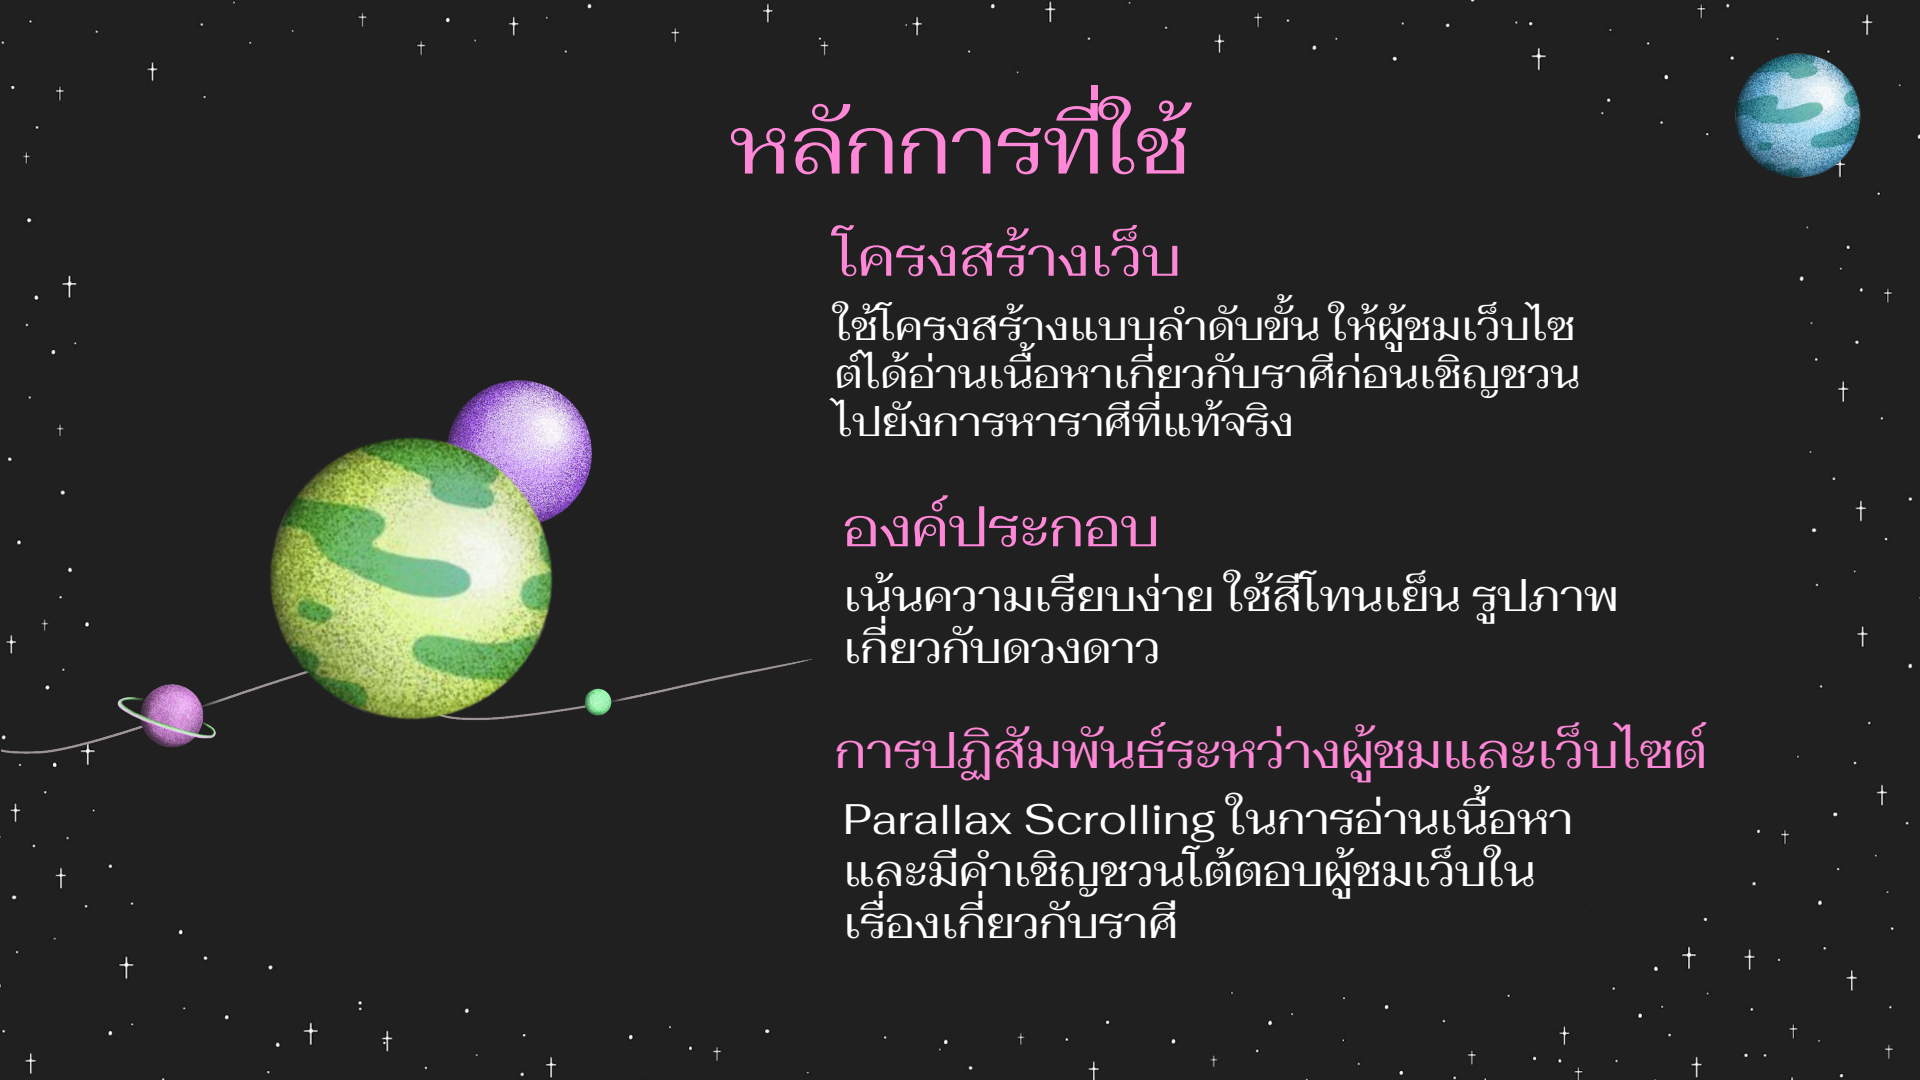 หลักการที่ใช้
โครงสร้างเว็บ
ใช้โครงสร้างแบบลำดับขั้น ให้ผู้ชมเว็บไซ
ต์ได้อ่านเนื้อหาเกี่ยวกับราศีก่อนเชิญชวน
ไปยังการหาราศีที่แท้จริง
องค์ประกอบ
เน้นความเรียบง่าย ใช้สีโทนเย็น รูปภาพ
เกี่ยวกับดวงดาว
การปฏิสัมพันธ์ระหว่างผู้ชมและเว็บไซต์
Parallax Scrolling ในการอ่านเนื้อหา
และมีคำเชิญชวนโต้ตอบผู้ชมเว็บใน
เรื่องเกี่ยวกับราศี